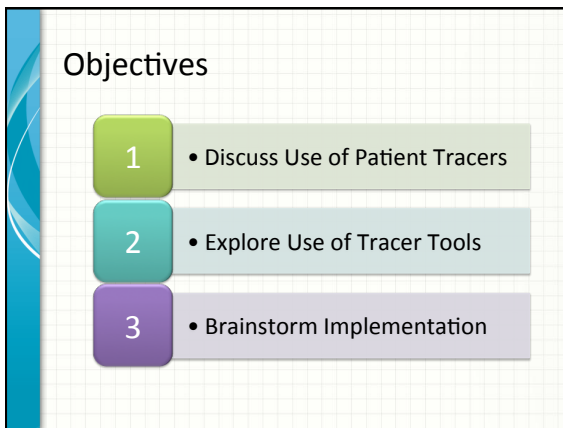 Objectives
1 • Discuss Use of Patient Tracers
2 • Explore Use of Tracer Tools
3 • Brainstorm Implementation